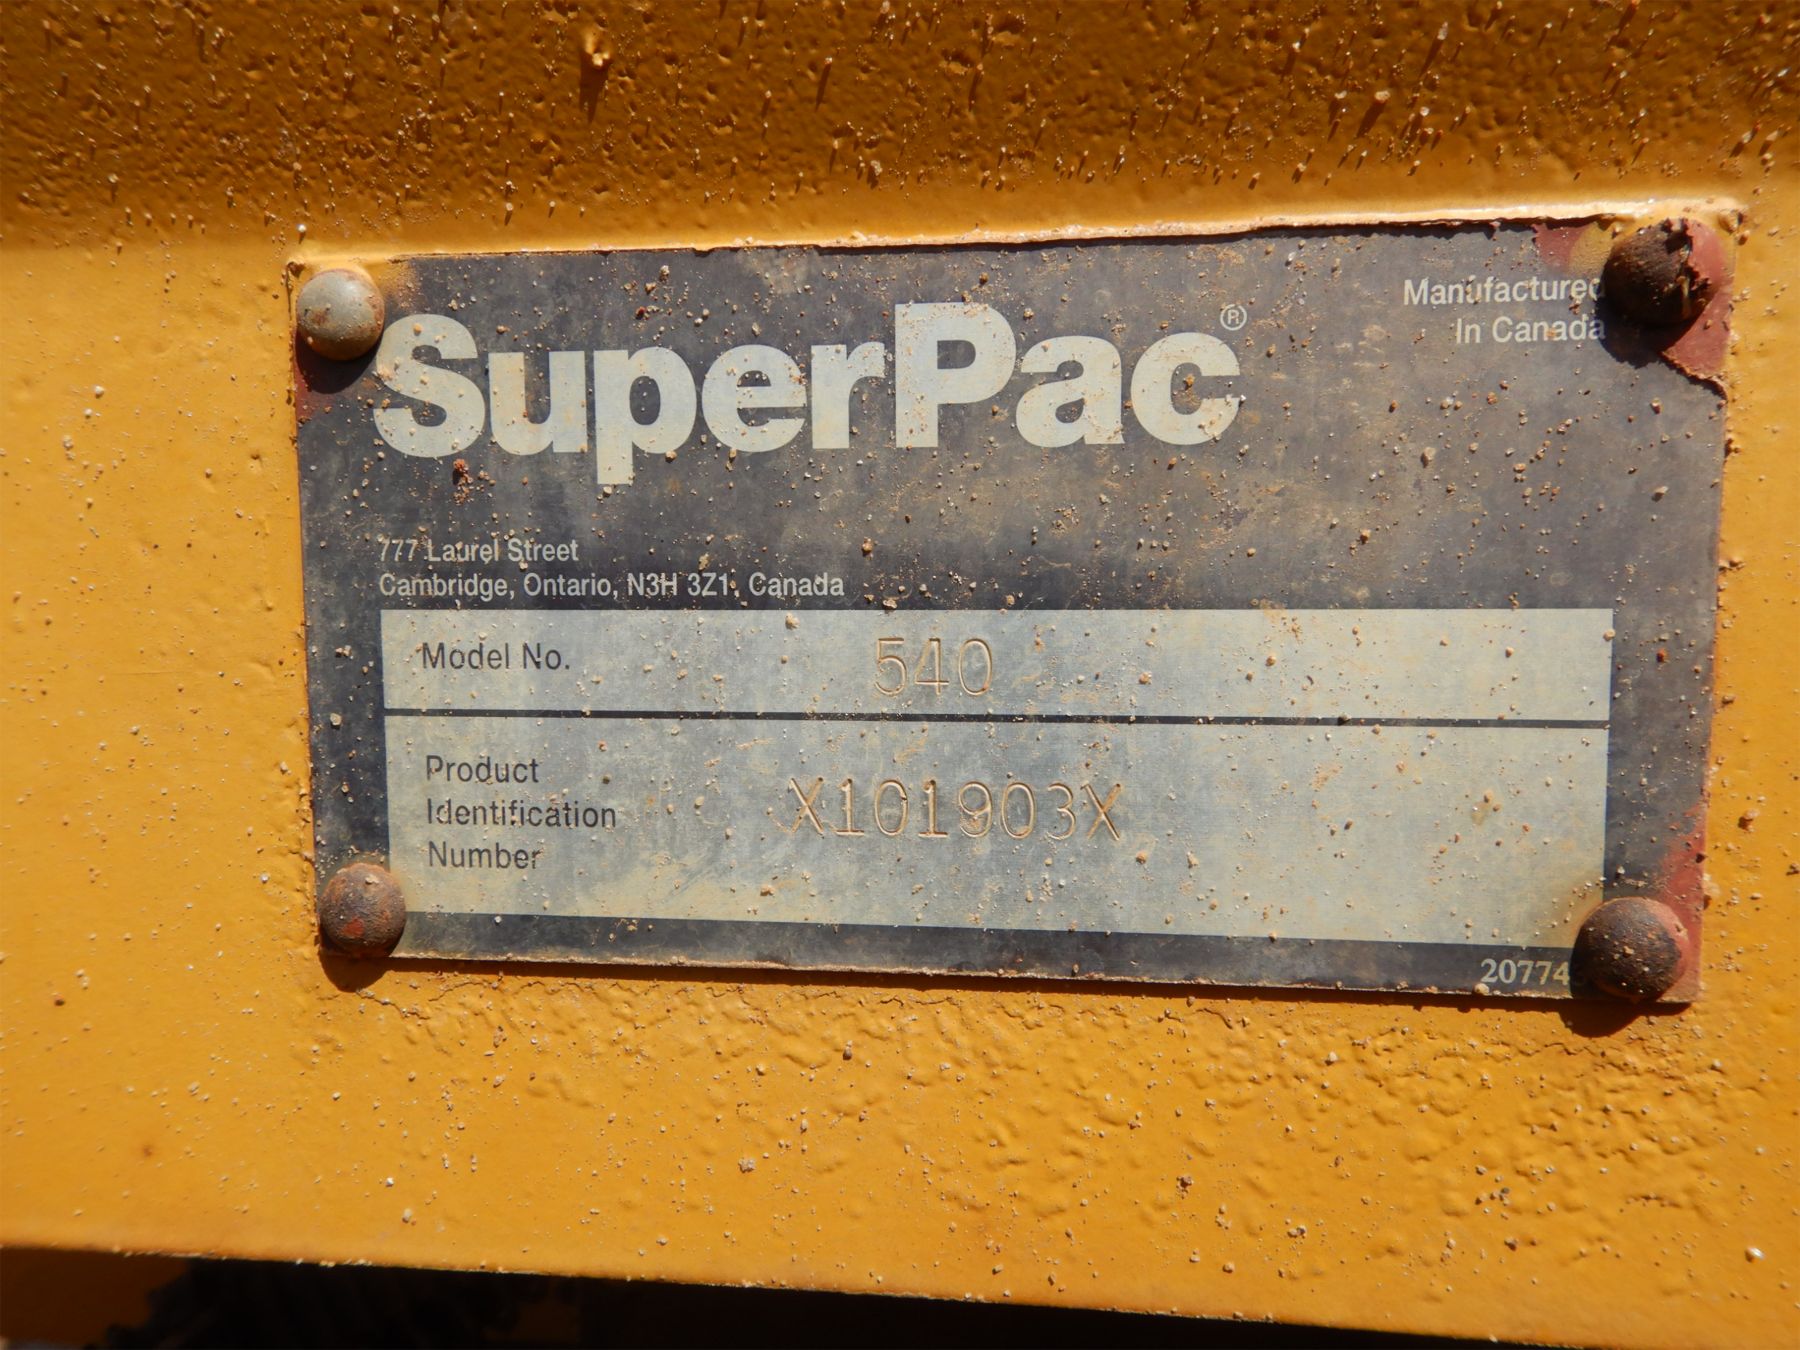 SuperPac®
Manufactured
In Canada
777 Laurel Street
Cambridge, Ontario, N3H 3Z1, Canada
Model No. 540
Product
Identification
Number
X101903X
20774